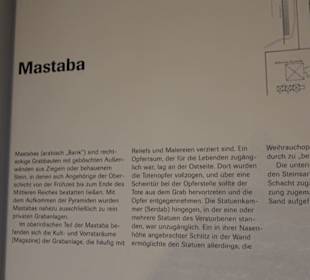 Mastaba
Mastabas (arabisch „Bank“) sind recht-
eckige Grabbauten mit geböschten Außen-
wänden aus Ziegeln oder behauenem
Stein, in denen sich Angehörige der Ober-
schicht von der Frühzeit bis zum Ende des
Mittleren Reiches bestatten ließen. Mit
dem Aufkommen der Pyramiden wurden
Mastabas nahezu ausschließlich zu rein
privaten Grabanlagen.
Im oberirdischen Teil der Mastaba be-
fanden sich die Kult- und Vorratsräume
(Magazine) der Grabanlage, die häufig mit
Reliefs und Malereien verziert sind. Ein
Opferraum, der für die Lebenden zugäng-
lich war, lag an der Ostseite. Dort wurden
die Totenopfer vollzogen, und über eine
Scheintür bei der Opferstelle sollte der
Tote aus dem Grab hervortreten und die
Opfer entgegennehmen. Die Statuenkam-
mer (Serdab) hingegen, in der eine oder
mehrere Statuen des Verstorbenen stan-
den, war unzugänglich. Ein in ihrer Nasen-
höhe angebrachter Schlitz in der Wand
ermöglichte den Statuen allerdings, die
Weihrauchop
durch zu „be
Die unteri
den Steinsar
Schacht zug
zung zugem
Sand aufgef